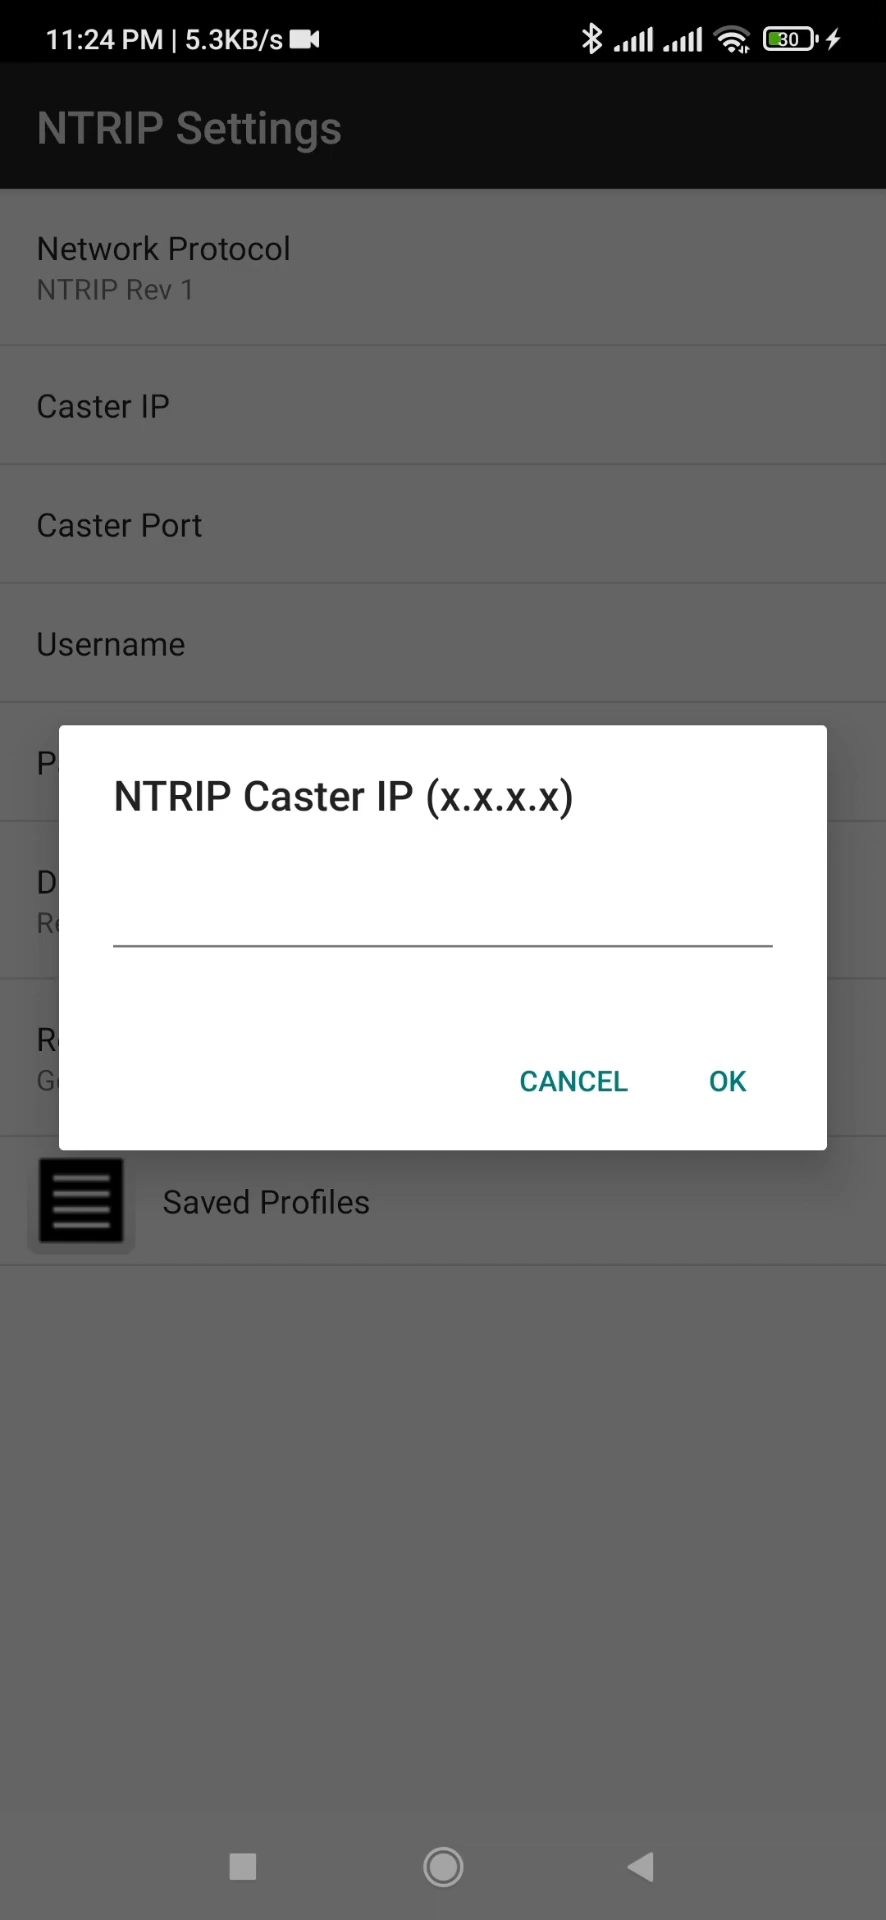 11:24 PM | 5.3KB/s
30
NTRIP Settings
Network Protocol
NTRIP Rev 1
Caster IP
Caster Port
Username
NTRIP Caster IP (x.x.x.x)
CANCEL
OK
Saved Profiles